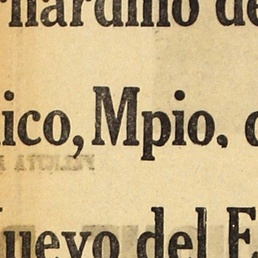 rnardino de
ico, Mpio. 
uevo del E